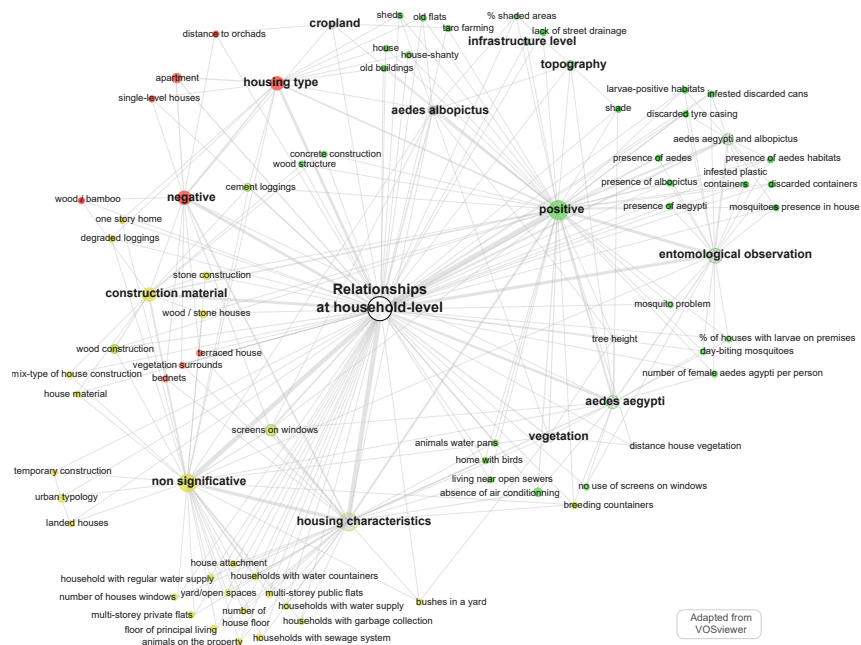 cropland
sheds
old flats
% shaded areas
taro farming
lack of street drainage
infrastructure level
distance to orchads
house
house-shanty
old buildings
topography
apartment
housing type
single-level houses
aedes albopictus
larvae-positive habitats
infested discarded cans
shade
discarded tyre casing
aedes aegypti and albopictus
concrete construction
wood structure
presence of aedes
presence of aedes habitats
infested plastic
containers
discarded containers
cement loggings
presence of albopictus
wood / bamboo
negative
one story home
degraded loggings
positive
presence of aegypti
mosquitoes presence in house
entomological observation
stone construction
construction material
Relationships
at household-level
wood / stone houses
mosquito problem
tree height
% of houses with larvae on premises
day-biting mosquitoes
wood construction
terraced house
vegetation surrounds
bednets
mix-type of house construction
house material
number of female aedes agypti per person
aedes aegypti
screens on windows
animals water pans
vegetation
distance house vegetation
home with birds
temporary construction
non significative
urban typology
landed houses
living near open sewers
absence of air conditionning
no use of screens on windows
breeding countainers
housing characteristics
house attachment
household with regular water supply
households with water countainers
number of houses windows
yard/open spaces
multi-storey public flats
bushes in a yard
multi-storey private flats
number of
house floor
households with water supply
households with garbage collection
floor of principal living
animals on the property
households with sewage system
Adapted from
VOSviewer